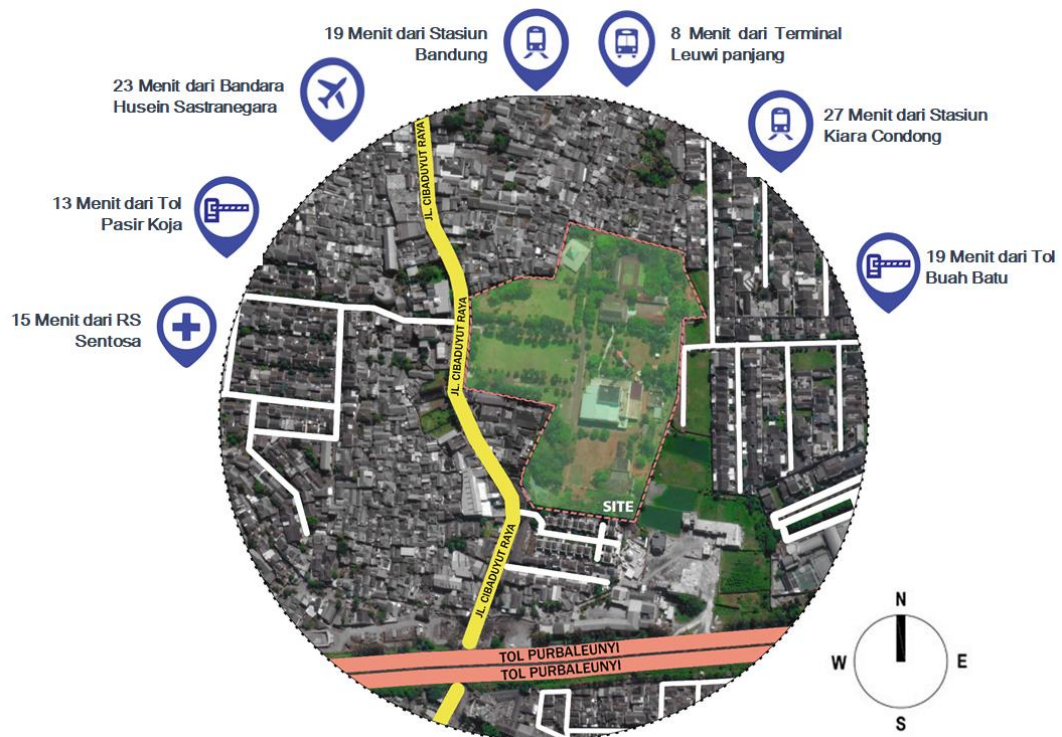 19 Menit dari Stasiun
Bandung
8 Menit dari Terminal
Leuwi panjang
23 Menit dari Bandara
Husein Sastranegara
27 Menit dari Stasiun
Kiara Condong
13 Menit dari Tol
Pasir Koja
19 Menit dari Tol
Buah Batu
15 Menit dari RS
Sentosa
JL. CIBADUYUT RAYA
JL. CIBADUYUT RAYA
SITE
JL. CIBADUYUT RAYA
TOL PURBALEUNYI
TOL PURBALEUNYI
N
W
E
S